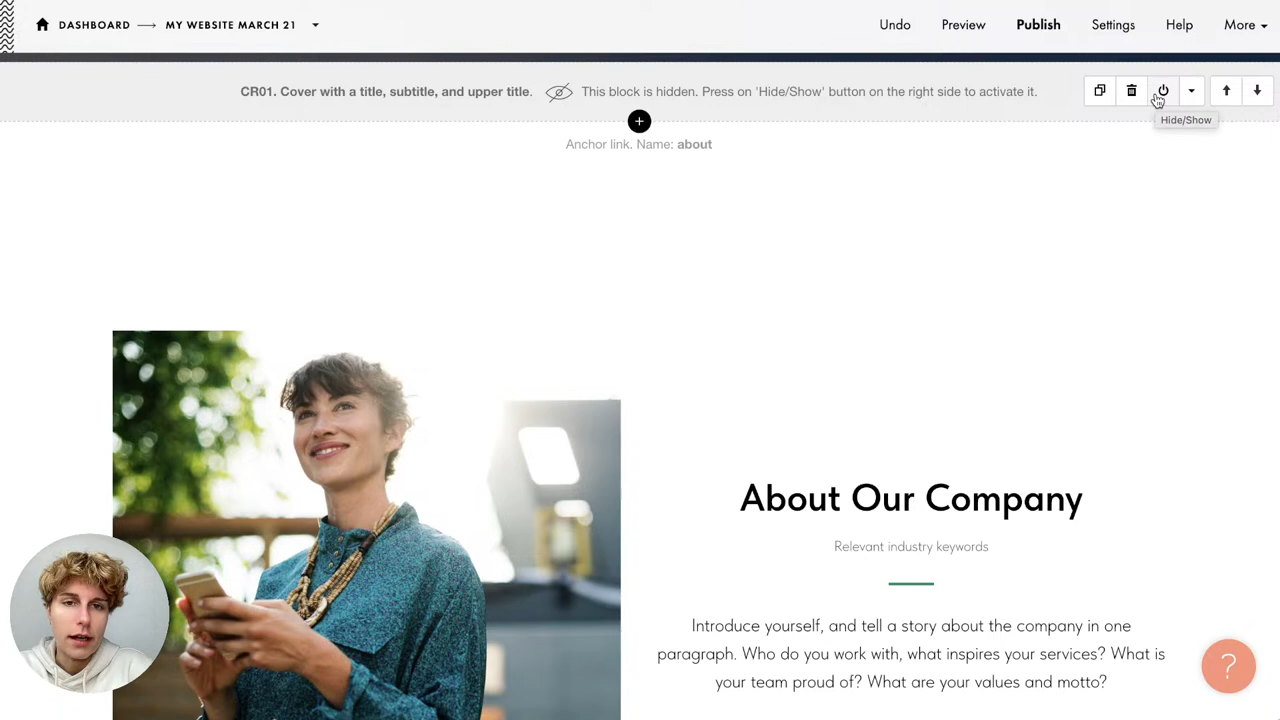 DASHBOARD → MY WEBSITE MARCH 21
Undo Preview Publish Settings Help More
CR01. Cover with a title, subtitle, and upper title. This block is hidden. Press on 'Hide/Show' button on the right side to activate it.
Hide/Show
+
Anchor link. Name: about
About Our Company
Relevant industry keywords
Introduce yourself, and tell a story about the company in one
paragraph. Who do you work with, what inspires your services? What is
your team proud of? What are your values and motto?
?